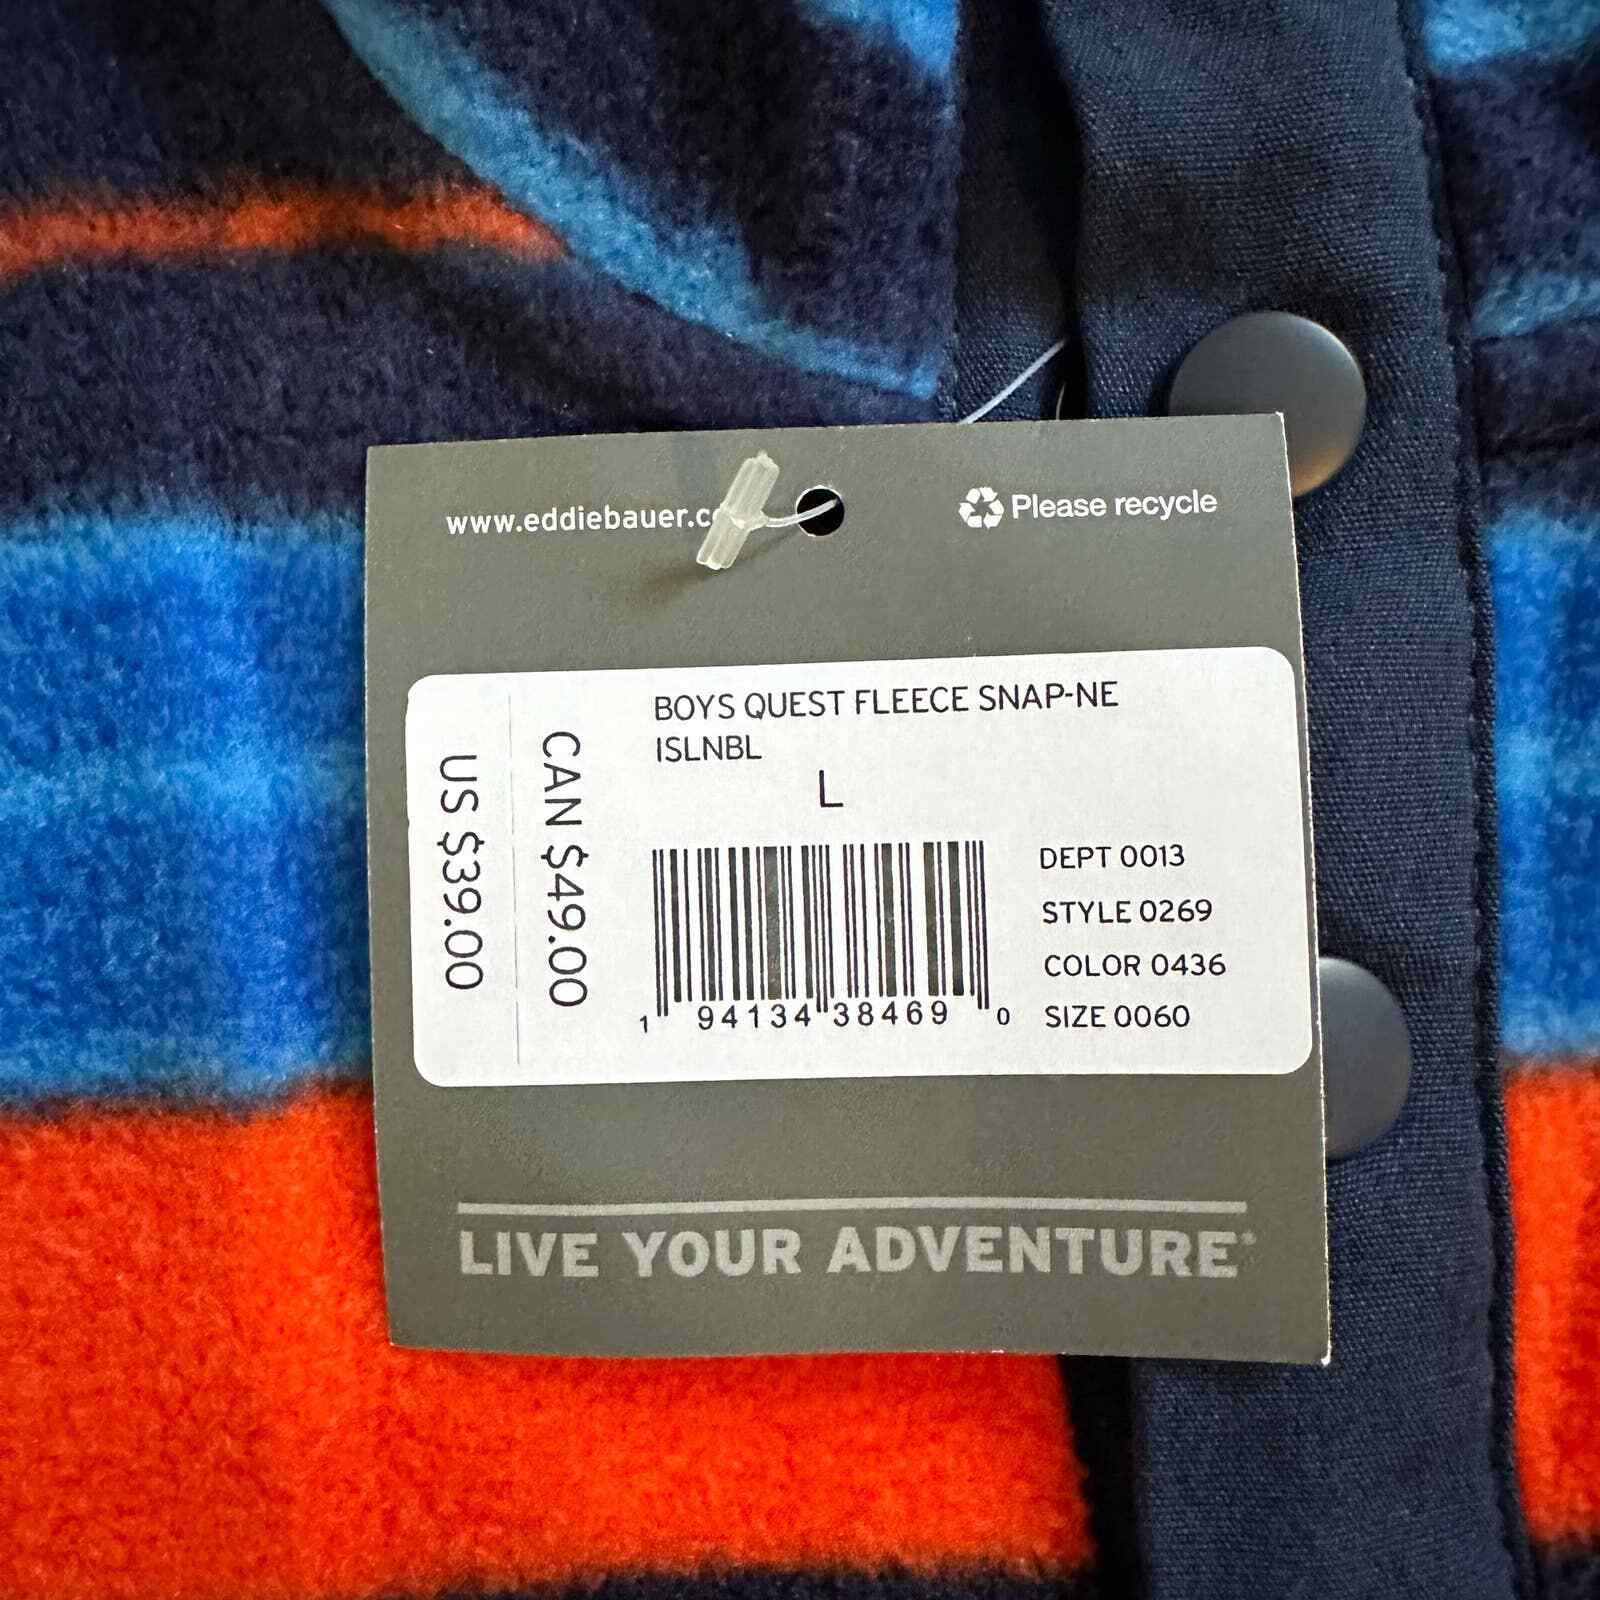 www.eddiebauer.c
Please recycle
BOYS QUEST FLEECE SNAP-NE
ISLNBL
L
US $39.00
CAN $49.00
DEPT 0013
STYLE 0269
COLOR 0436
SIZE 0060
1 94134 38469 0
LIVE YOUR ADVENTURE®